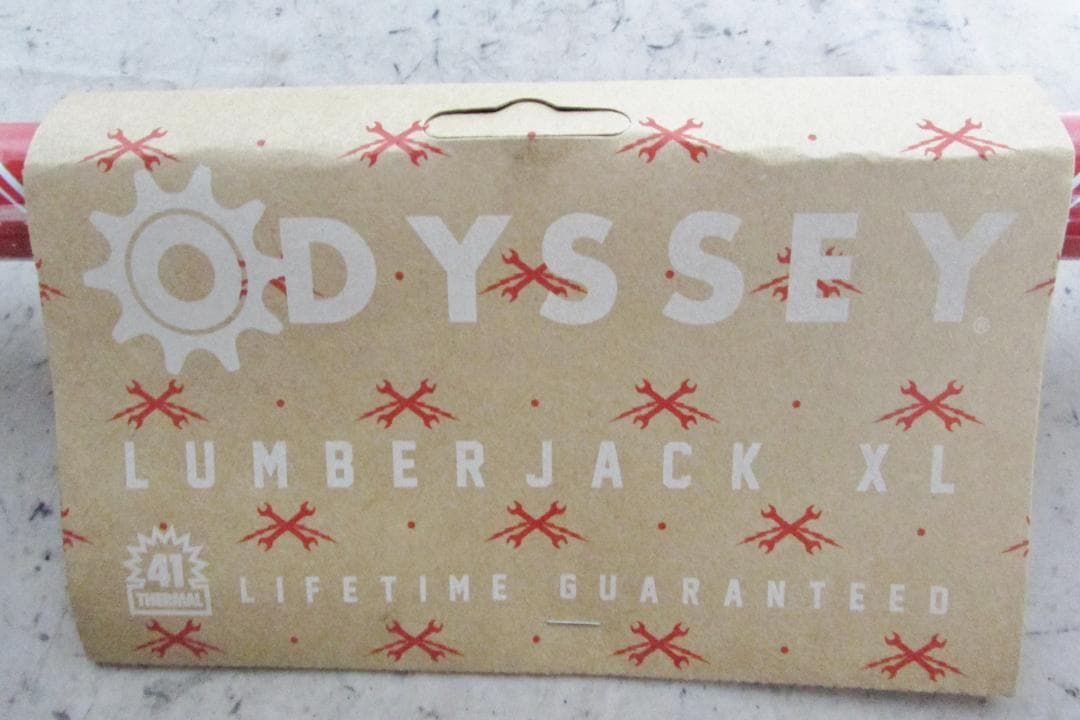 ODYSSEY®
LUMBERJACK XL
41
THERMAL
LIFETIME GUARANTEED